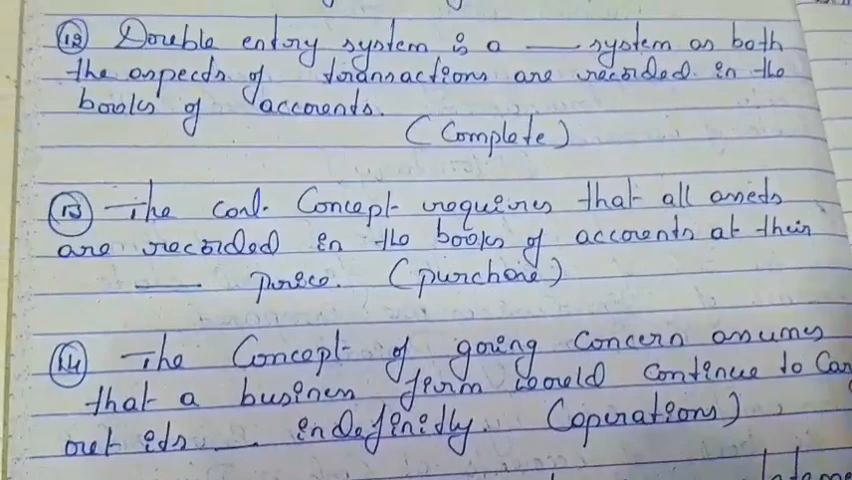 (12) Double entry system is a ___ system as both
the aspects of transactions are recorded in the
books of accounts.
(Complete)
(13) The cost Concept requires that all assets
are recorded in the books of accounts at their
___ price. (purchase)
(14) The Concept of going Concern assumes
that a business firm would continue to Car
out its ___ indefinitely. (operations)